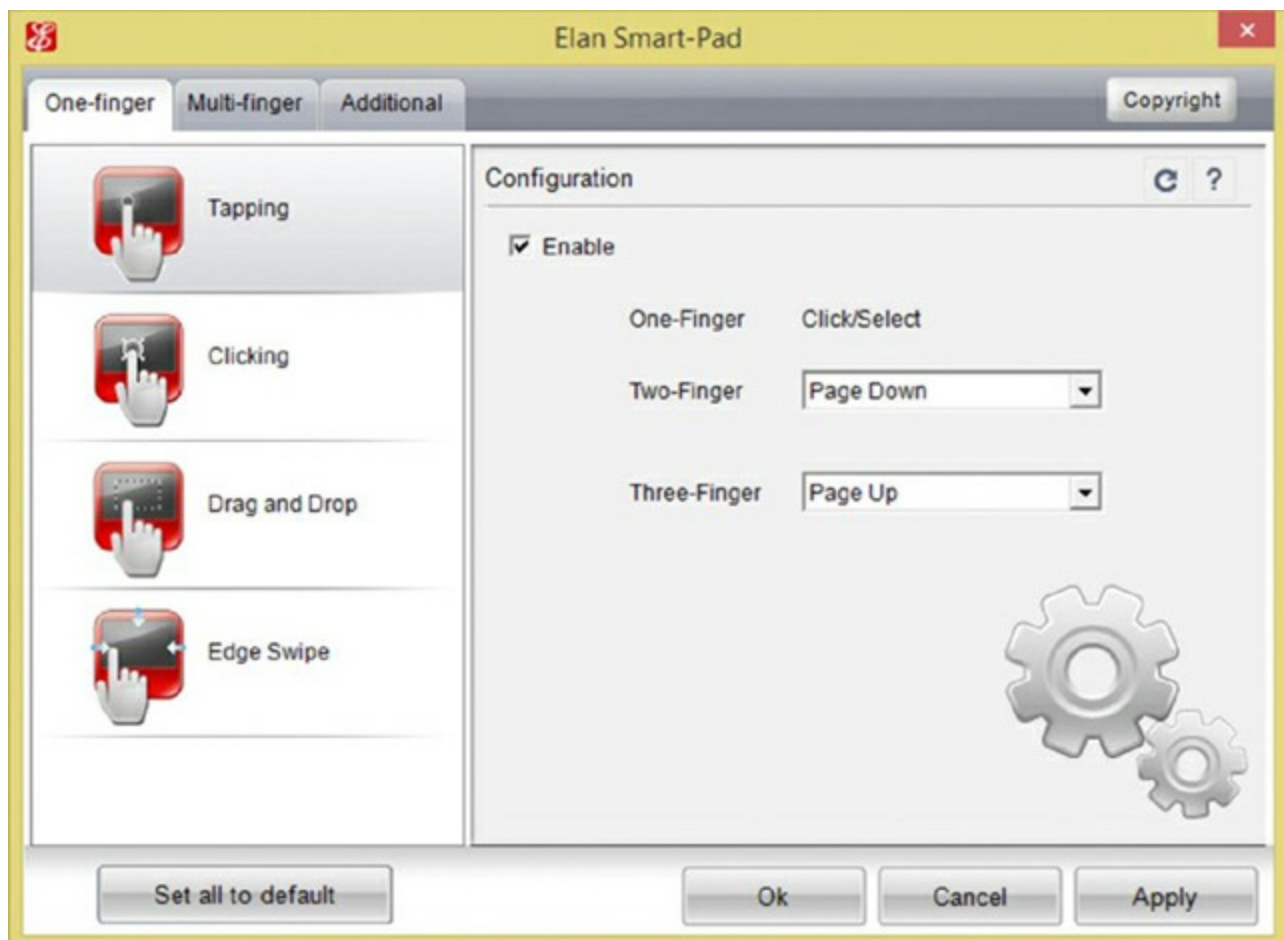 Elan Smart-Pad
One-finger
Multi-finger
Additional
Copyright
Tapping
Clicking
Drag and Drop
Edge Swipe
Configuration
?
Enable
One-Finger Click/Select
Two-Finger Page Down
Three-Finger Page Up
Set all to default
Ok
Cancel
Apply